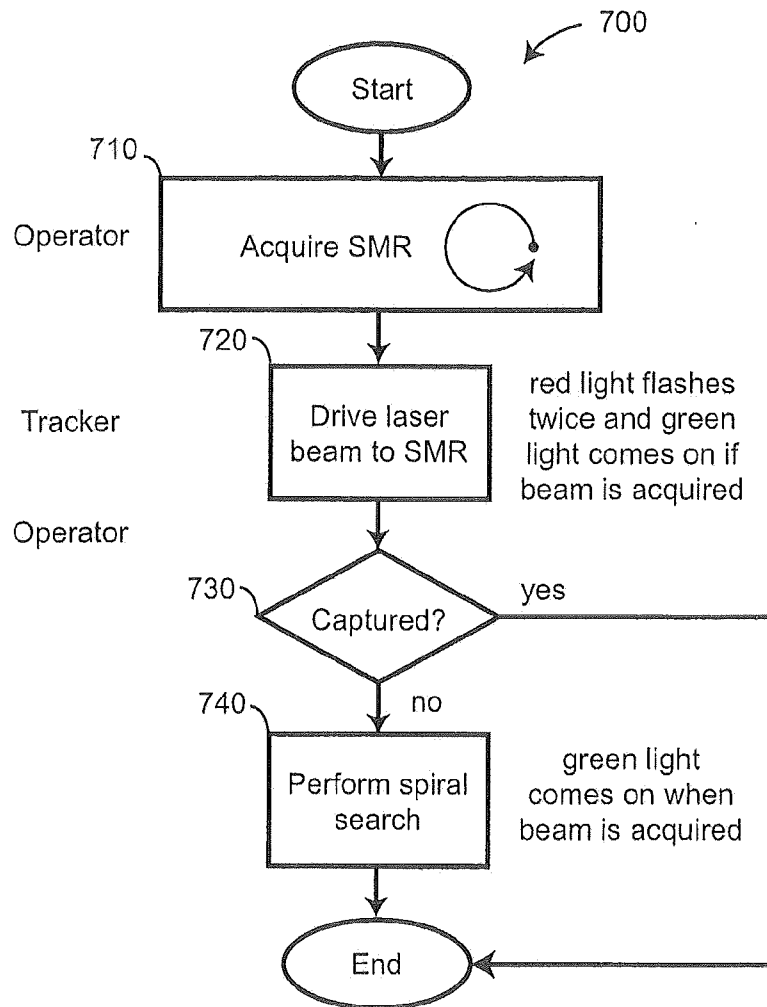 700
Start
710
Operator
Acquire SMR
720
Tracker
Drive laser
beam to SMR
red light flashes
twice and green
light comes on if
beam is acquired
Operator
730
Captured?
yes
no
740
Perform spiral
search
green light
comes on when
beam is acquired
End